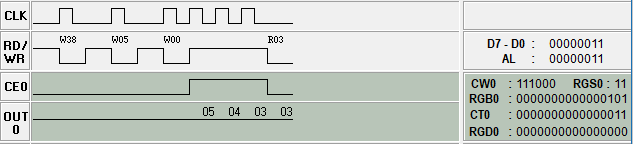 CLK
RD/
WR
W38 W05 W00 R03
CE0
OUT
0
05 04 03 03
D7 - D0 : 00000011
AL : 00000011
CW0 : 111000 RGS0 : 11
RGB0 : 0000000000000101
CT0 : 0000000000000011
RGD0 : 0000000000000000